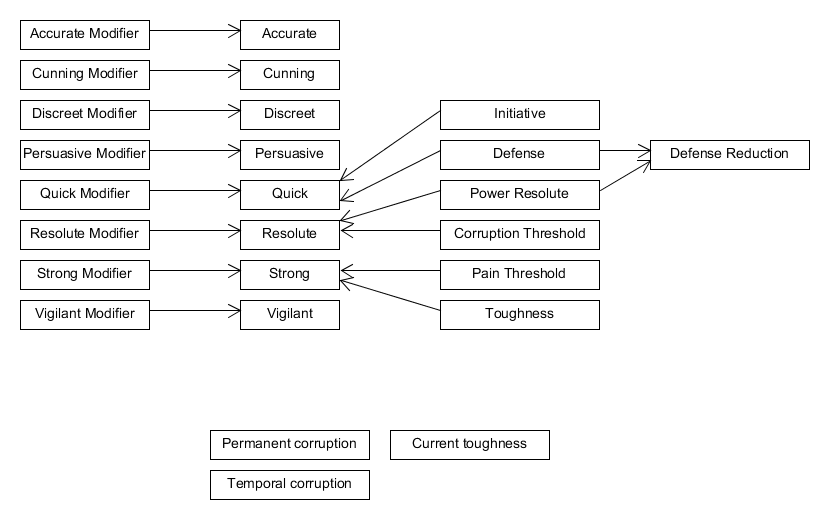 Accurate Modifier
Accurate
Cunning Modifier
Cunning
Discreet Modifier
Discreet
Initiative
Persuasive Modifier
Persuasive
Defense
Defense Reduction
Quick Modifier
Quick
Power Resolute
Resolute Modifier
Resolute
Corruption Threshold
Strong Modifier
Strong
Pain Threshold
Vigilant Modifier
Vigilant
Toughness
Permanent corruption
Current toughness
Temporal corruption